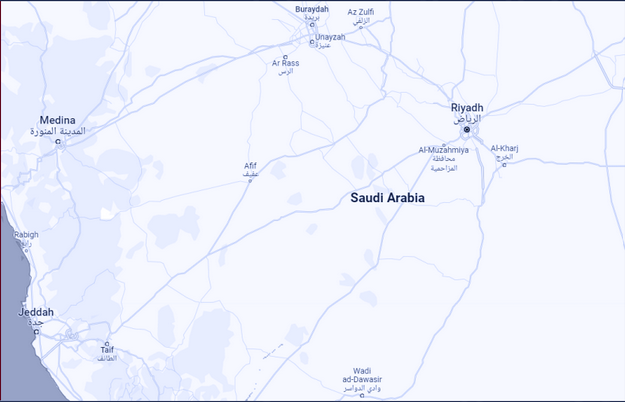 Buraydah
بريدة
Az Zulfi
الزلفي
Unayzah
عنيزة
Ar Rass
الرس
Medina
المدينة المنورة
Riyadh
الرياض
Al-Muzahmiya
محافظة
المزاحمية
Al-Kharj
الخرج
Afif
عفيف
Saudi Arabia
Rabigh
رابغ
Jeddah
جدة
Taif
الطائف
Wadi
ad-Dawasir
وادي الدواسر